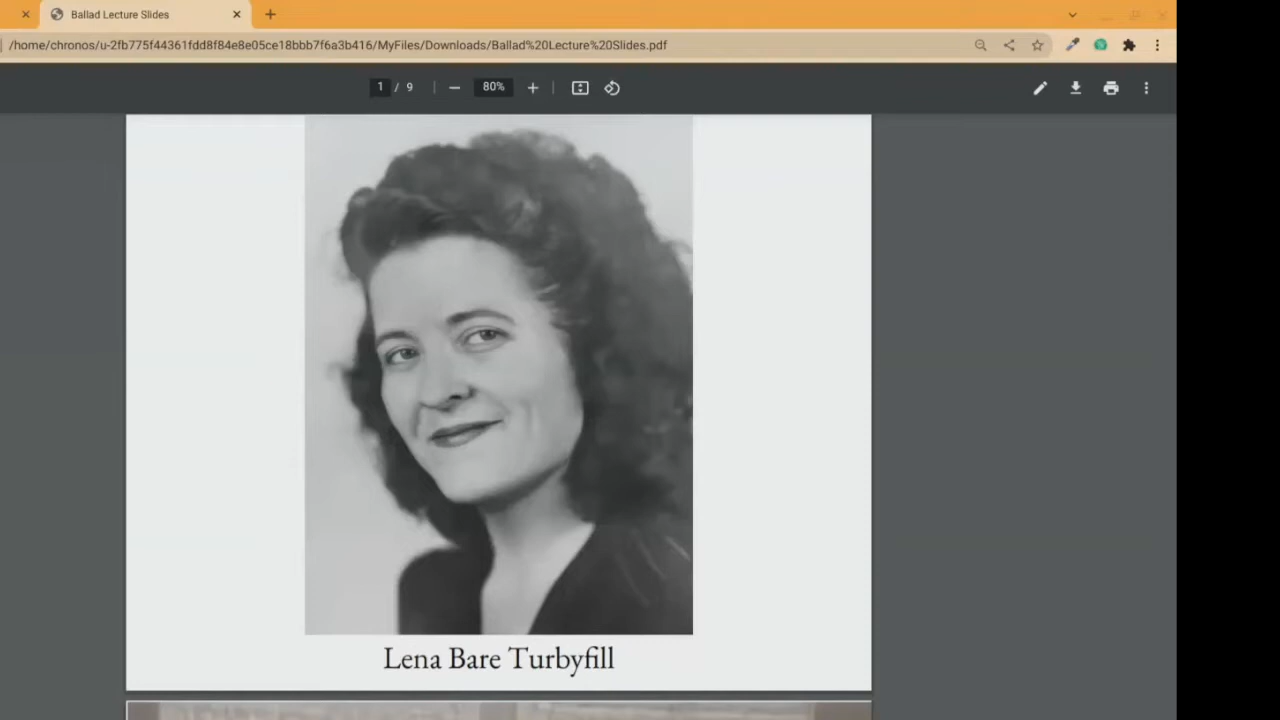 Ballad Lecture Slides
/home/chronos/u-2fb775f44361fdd8f84e8e05ce18bbb7f6a3b416/MyFiles/Downloads/Ballad%20Lecture%20Slides.pdf
1 / 9 80%
Lena Bare Turbyfill